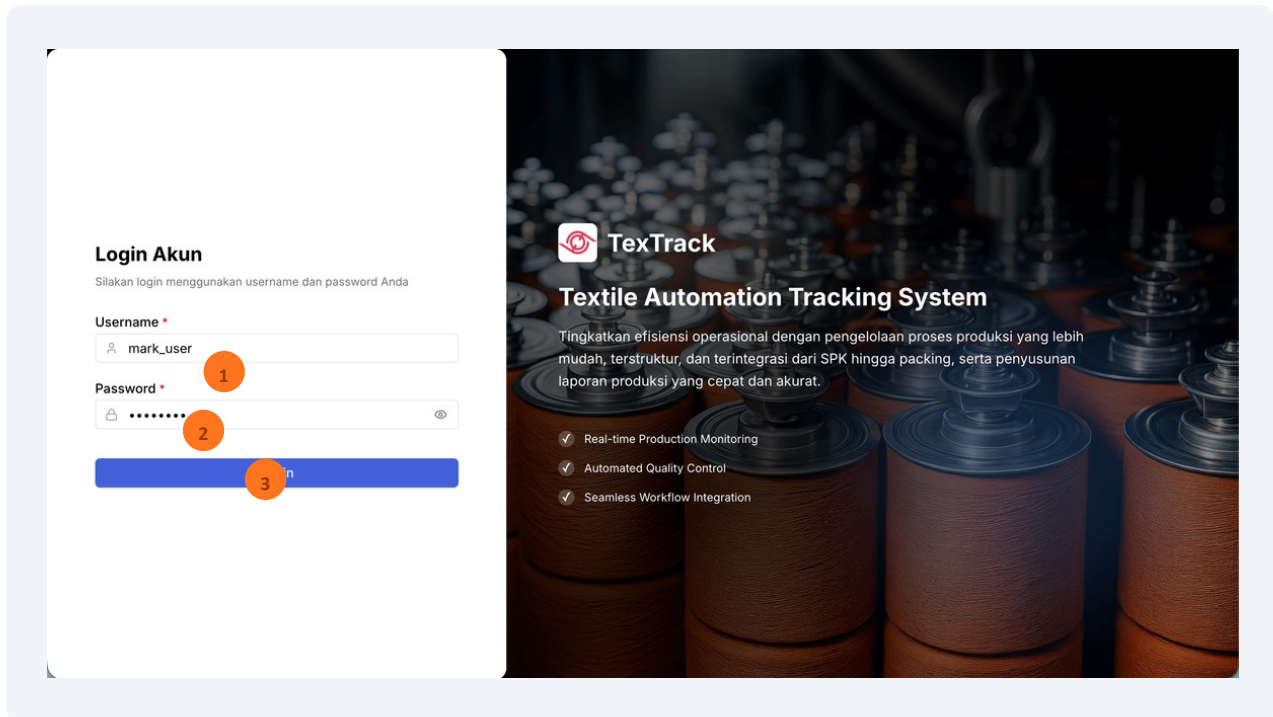 Login Akun
Silakan login menggunakan username dan password Anda
Username *
mark_user
1
Password *
••••••••
2
3
TexTrack
Textile Automation Tracking System
Tingkatkan efisiensi operasional dengan pengelolaan proses produksi yang lebih
mudah, terstruktur, dan terintegrasi dari SPK hingga packing, serta penyusunan
laporan produksi yang cepat dan akurat.
Real-time Production Monitoring
Automated Quality Control
Seamless Workflow Integration